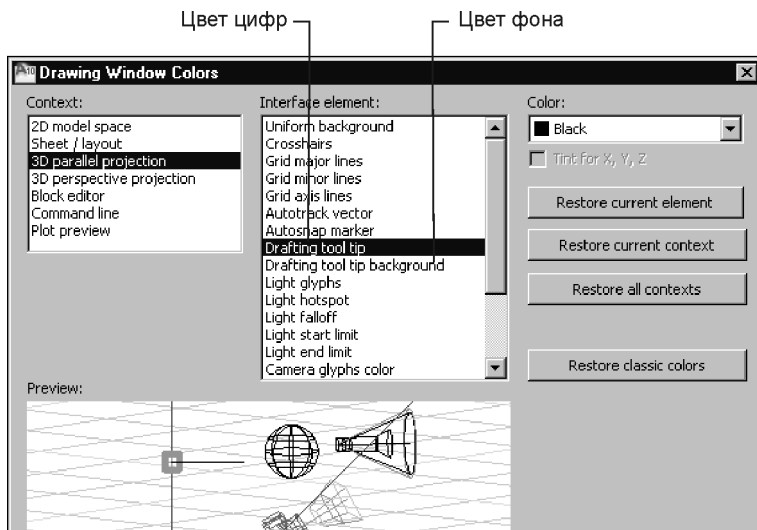 Цвет цифр
Цвет фона
Drawing Window Colors
Context:
2D model space
Sheet / layout
3D parallel projection
3D perspective projection
Block editor
Command line
Plot preview
Interface element:
Uniform background
Crosshairs
Grid major lines
Grid minor lines
Grid axis lines
Autotrack vector
Autosnap marker
Drafting tool tip
Drafting tool tip background
Light glyphs
Light hotspot
Light falloff
Light start limit
Light end limit
Camera glyphs color
Color:
Black
Tint for X, Y, Z
Restore current element
Restore current context
Restore all contexts
Restore classic colors
Preview: